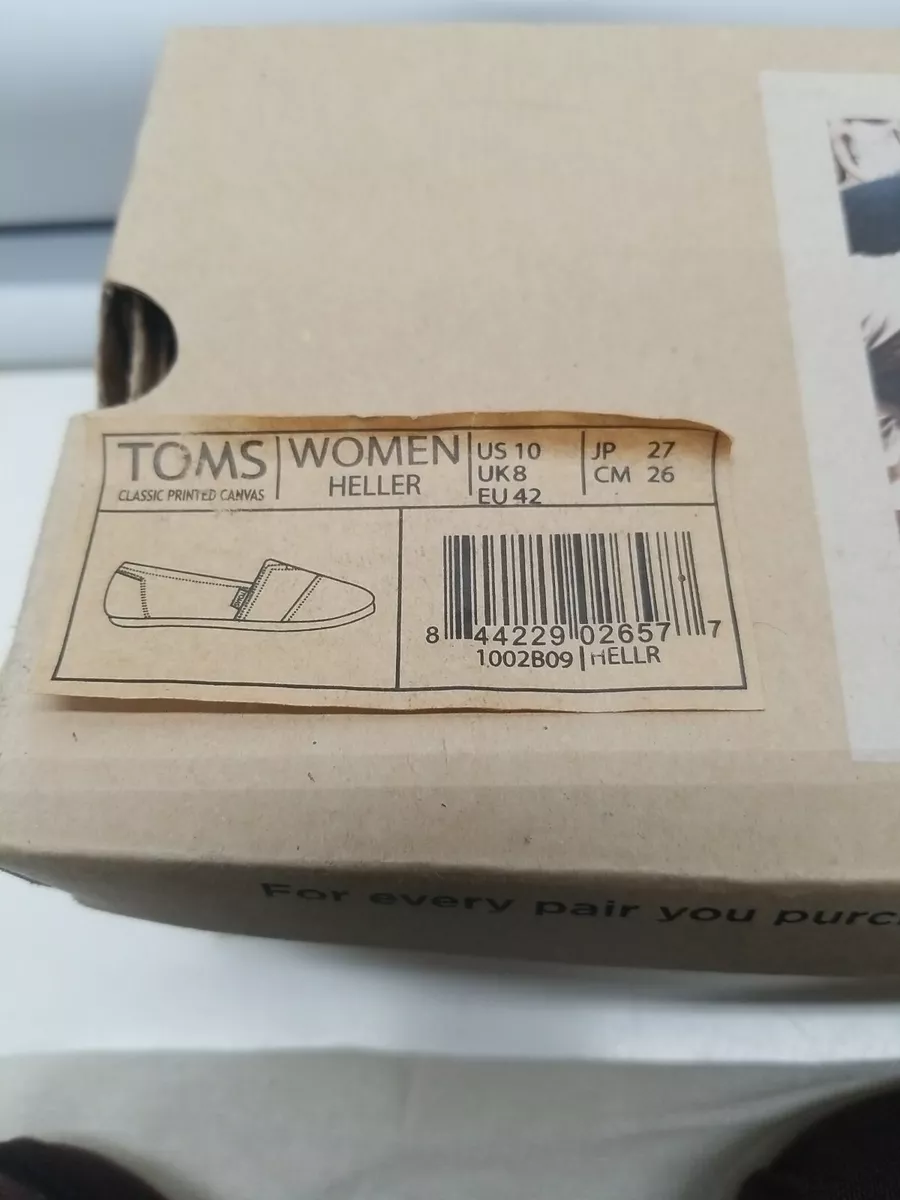 TOMS
CLASSIC PRINTED CANVAS
WOMEN
HELLER
US 10
UK 8
EU 42
JP 27
CM 26
8 44229 02657 7
1002B09 | HELLR
For every pair you purc